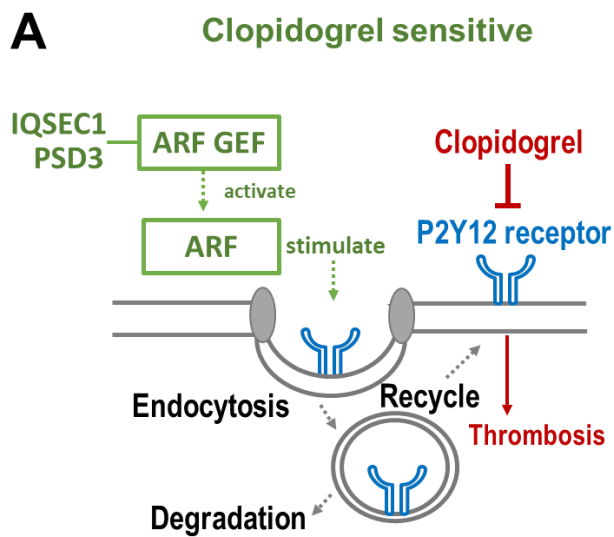 A
Clopidogrel sensitive
IQSEC1
PSD3
ARF GEF
activate
ARF
stimulate
Clopidogrel
P2Y12 receptor
Endocytosis
Recycle
Thrombosis
Degradation